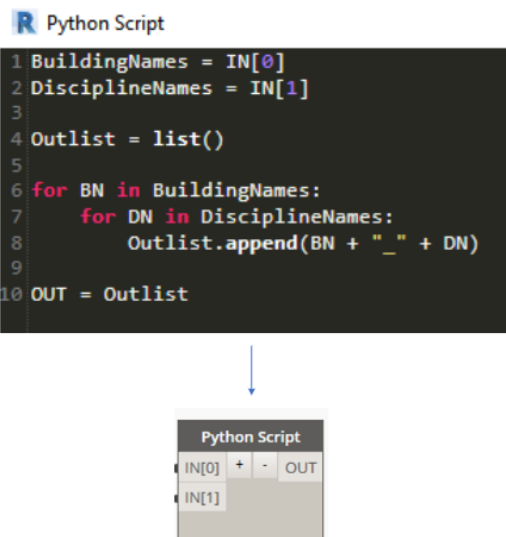 R Python Script
1 BuildingNames = IN[0]
2 DisciplineNames = IN[1]
3
4 Outlist = list()
5
6 for BN in BuildingNames:
7     for DN in DisciplineNames:
8         Outlist.append(BN + "_" + DN)
9
10 OUT = Outlist
Python Script
IN[0] + - OUT
IN[1]